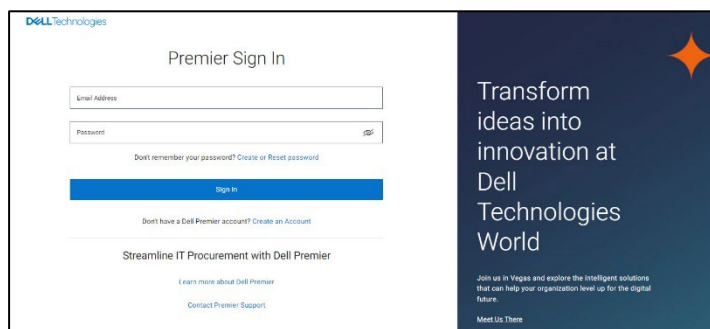 DELLTechnologies
Premier Sign In
Email Address
Password
Don't remember your password? Create or Reset password
Sign In
Don't have a Dell Premier account? Create an Account
Streamline IT Procurement with Dell Premier
Learn more about Dell Premier
Contact Premier Support
Transform
ideas into
innovation at
Dell
Technologies
World
Join us in Vegas and explore the intelligent solutions
that can help your organization level up for the digital
future.
Meet Us There